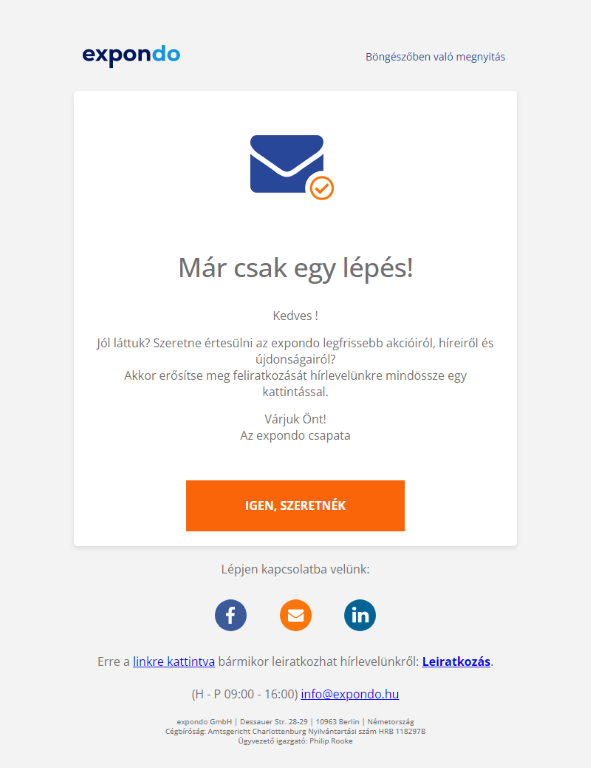 expondo
Böngészőben való megnyitás
Már csak egy lépés!
Kedves !
Jól láttuk? Szeretne értesülni az expondo legfrissebb akcióiról, híreiről és
újdonságairól?
Akkor erősítse meg feliratkozását hírlevelünkre mindössze egy
kattintással.
Várjuk Önt!
Az expondo csapata
IGEN, SZERETNÉK
Lépjen kapcsolatba velünk:
Erre a linkre kattintva bármikor leiratkozhat hírlevelünkről: Leiratkozás.
(H - P 09:00 - 16:00) info@expondo.hu
expondo GmbH | Dessauer Str. 28-29 | 10963 Berlin | Németország
Cégbíróság: Amtsgericht Charlottenburg Nyilvántartási szám HRB 118297B
Ügyvezető igazgató: Philip Rooke